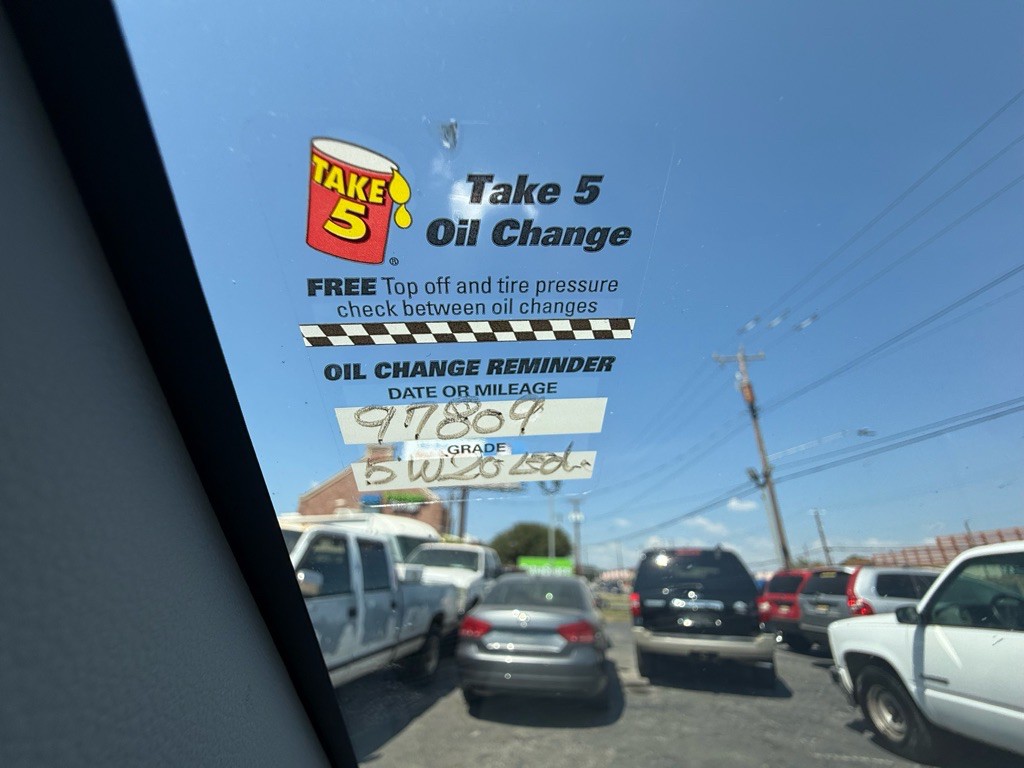 TAKE
5
®
Take 5
Oil Change
FREE Top off and tire pressure
check between oil changes
OIL CHANGE REMINDER
DATE OR MILEAGE
97809
GRADE
5W20